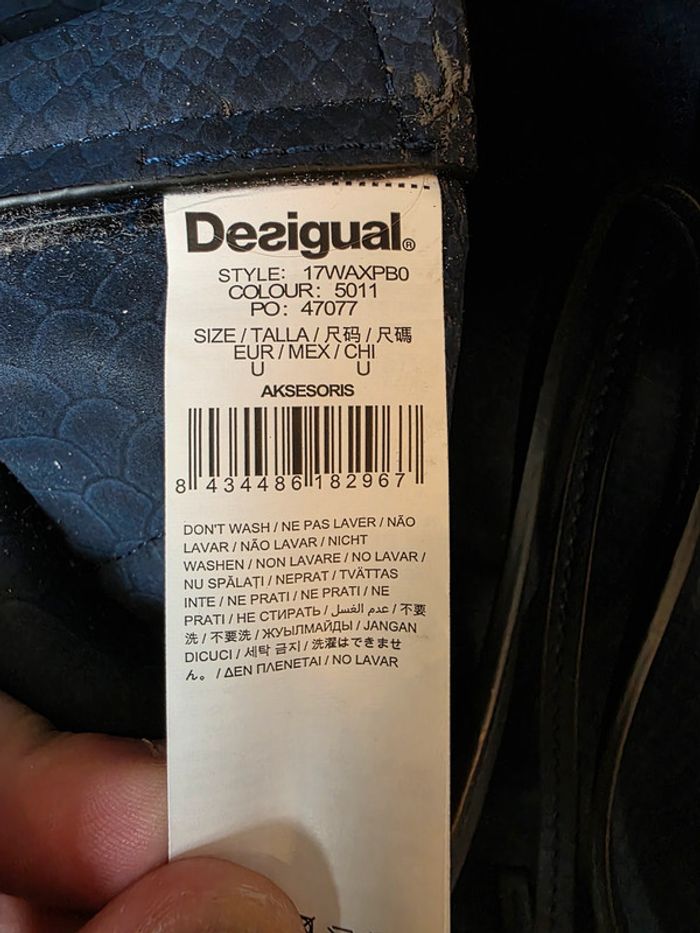 Desigual®
STYLE: 17WAXPB0
COLOUR: 5011
PO: 47077
SIZE / TALLA / 尺码 / 尺碼
EUR / MEX / CHI
U U
AKSESORIS
8 434486 182967
DON'T WASH / NE PAS LAVER / NÃO
LAVAR / NÃO LAVAR / NICHT
WASHEN / NON LAVARE / NO LAVAR /
NU SPĂLAȚI / NEPRAT / TVÄTTAS
INTE / NE PRATI / NE PRATI / NE
PRATI / НЕ СТИРАТЬ / عدم الغسل / 不要
洗 / 不要洗 / ЖУЫЛМАЙДЫ / JANGAN
DICUCI / 세탁 금지 / 洗濯はできませ
ん。 / ΔΕΝ ΠΛΕΝΕΤΑΙ / NO LAVAR